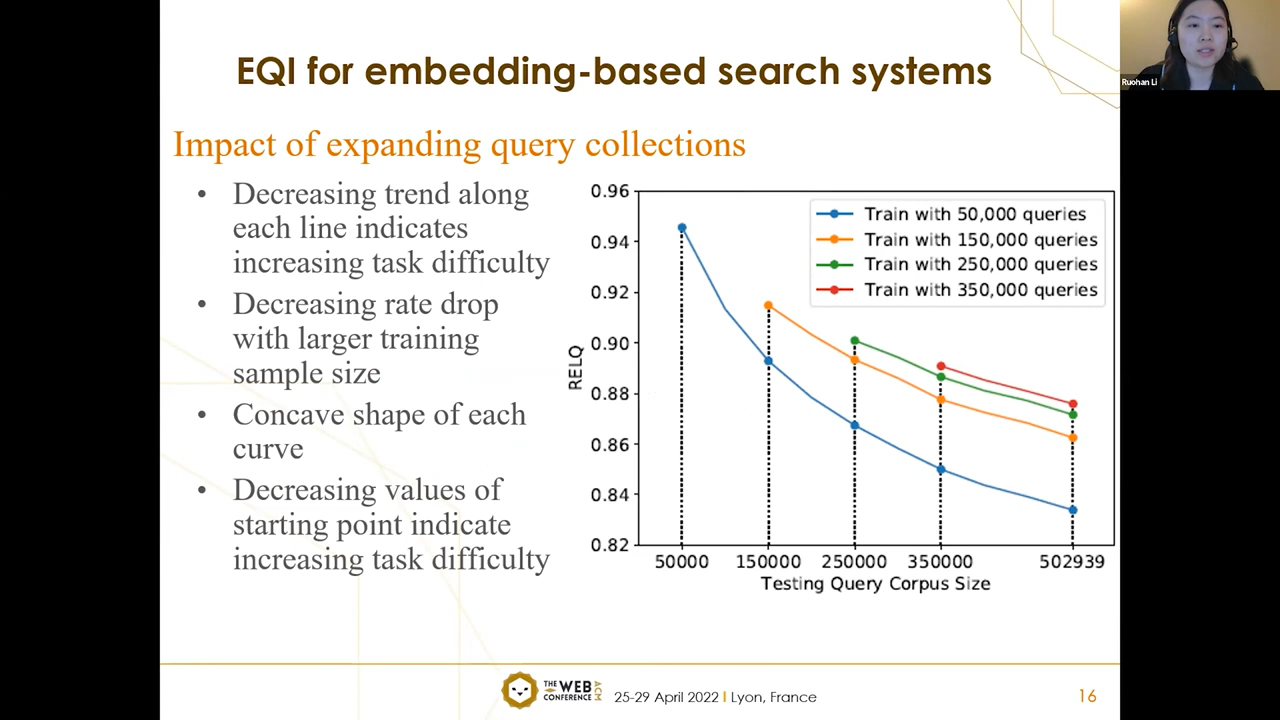 EQI for embedding-based search systems
Ruohan Li
Impact of expanding query collections
• Decreasing trend along
each line indicates
increasing task difficulty
• Decreasing rate drop
with larger training
sample size
• Concave shape of each
curve
• Decreasing values of
starting point indicate
increasing task difficulty
0.96
0.94
0.92
0.90
0.88
0.86
0.84
0.82
RELQ
Train with 50,000 queries
Train with 150,000 queries
Train with 250,000 queries
Train with 350,000 queries
50000 150000 250000 350000 502939
Testing Query Corpus Size
THE WEB CONFERENCE ACM
25-29 April 2022 I Lyon, France
16